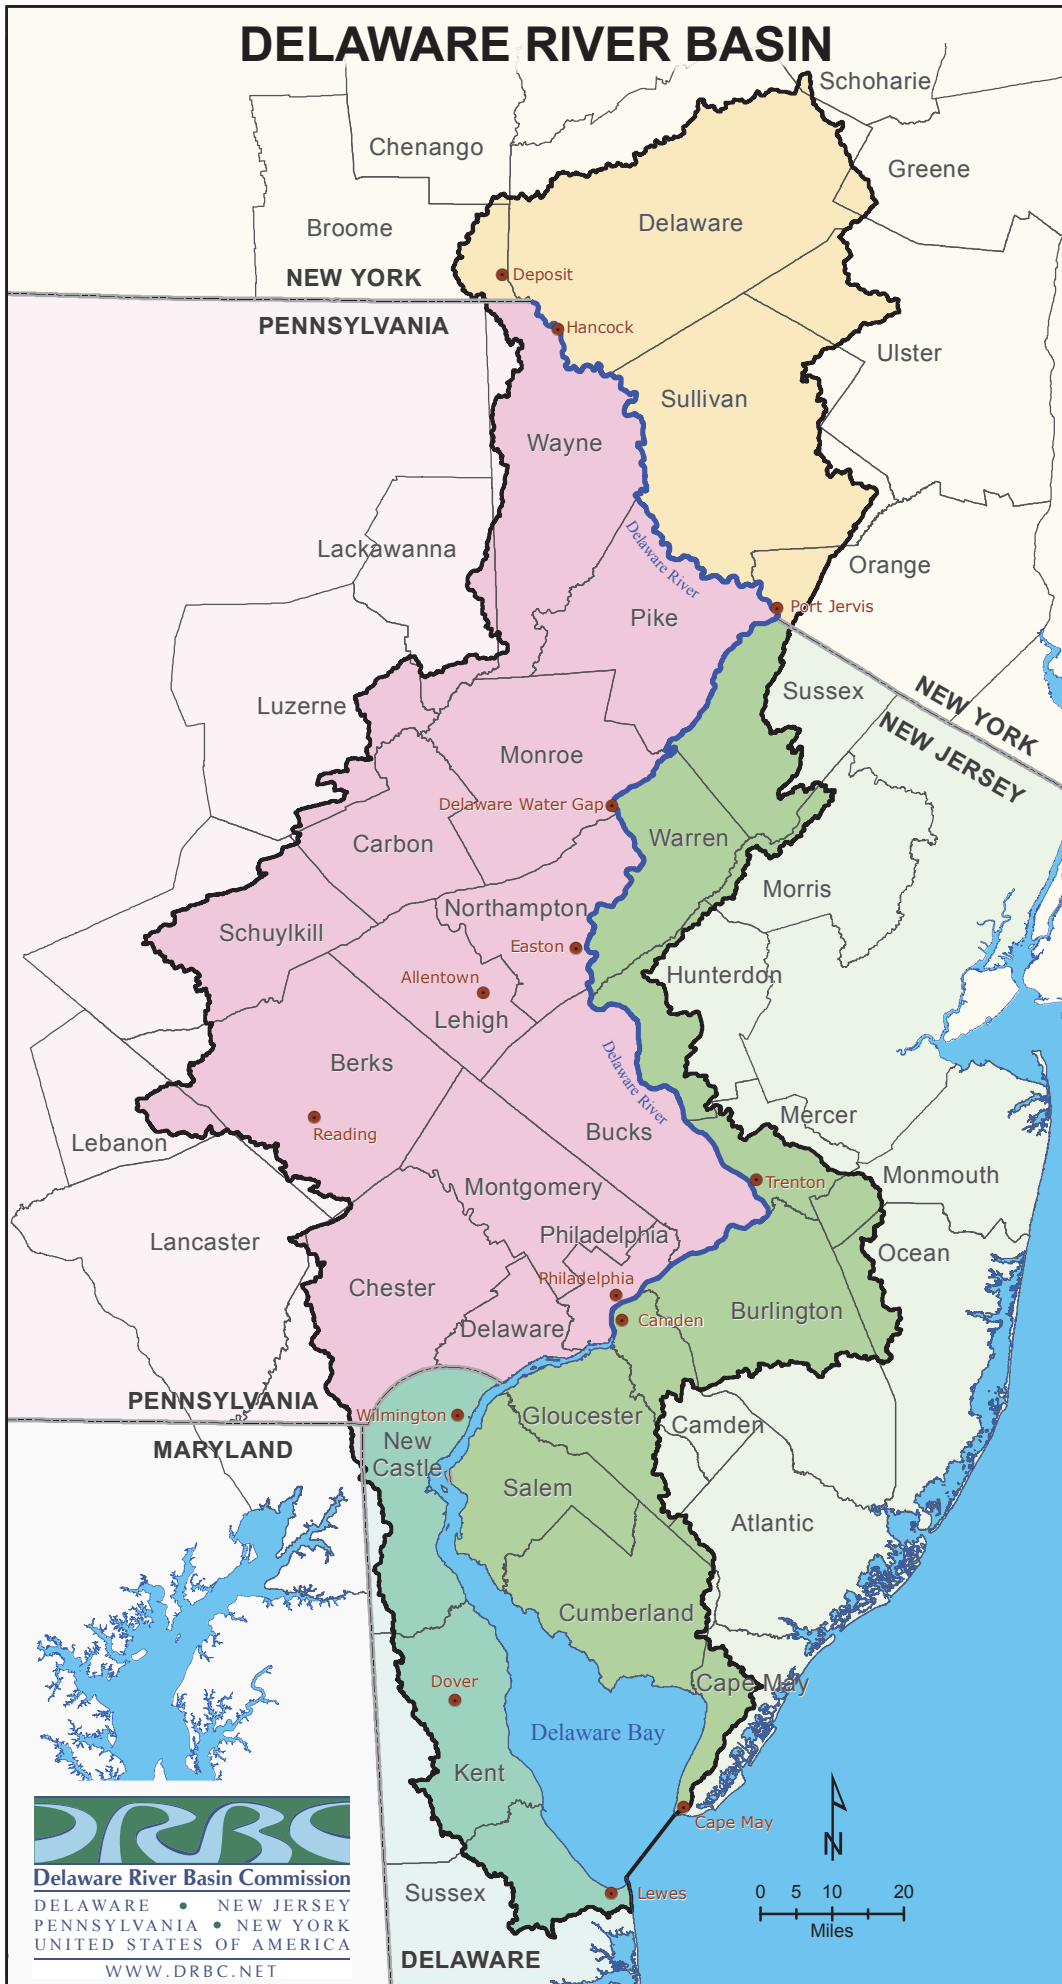 DELAWARE RIVER BASIN
Schoharie
Chenango
Greene
Delaware
Broome
Deposit
NEW YORK
PENNSYLVANIA
Hancock
Ulster
Sullivan
Wayne
Delaware River
Lackawanna
Orange
Port Jervis
Pike
Sussex
Luzerne
NEW YORK
NEW JERSEY
Monroe
Delaware Water Gap
Warren
Carbon
Morris
Northampton
Schuylkill
Easton
Hunterdon
Allentown
Lehigh
Berks
Delaware River
Reading
Bucks
Mercer
Lebanon
Trenton
Monmouth
Montgomery
Philadelphia
Lancaster
Ocean
Philadelphia
Chester
Camden
Burlington
Delaware
PENNSYLVANIA
MARYLAND
Wilmington
New
Castle
Gloucester
Camden
Salem
Atlantic
Cumberland
Dover
Cape May
Delaware Bay
Kent
Cape May
N
Sussex
Lewes
0 5 10 20
Miles
DELAWARE
DRBC
Delaware River Basin Commission
DELAWARE • NEW JERSEY
PENNSYLVANIA • NEW YORK
UNITED STATES OF AMERICA
WWW.DRBC.NET